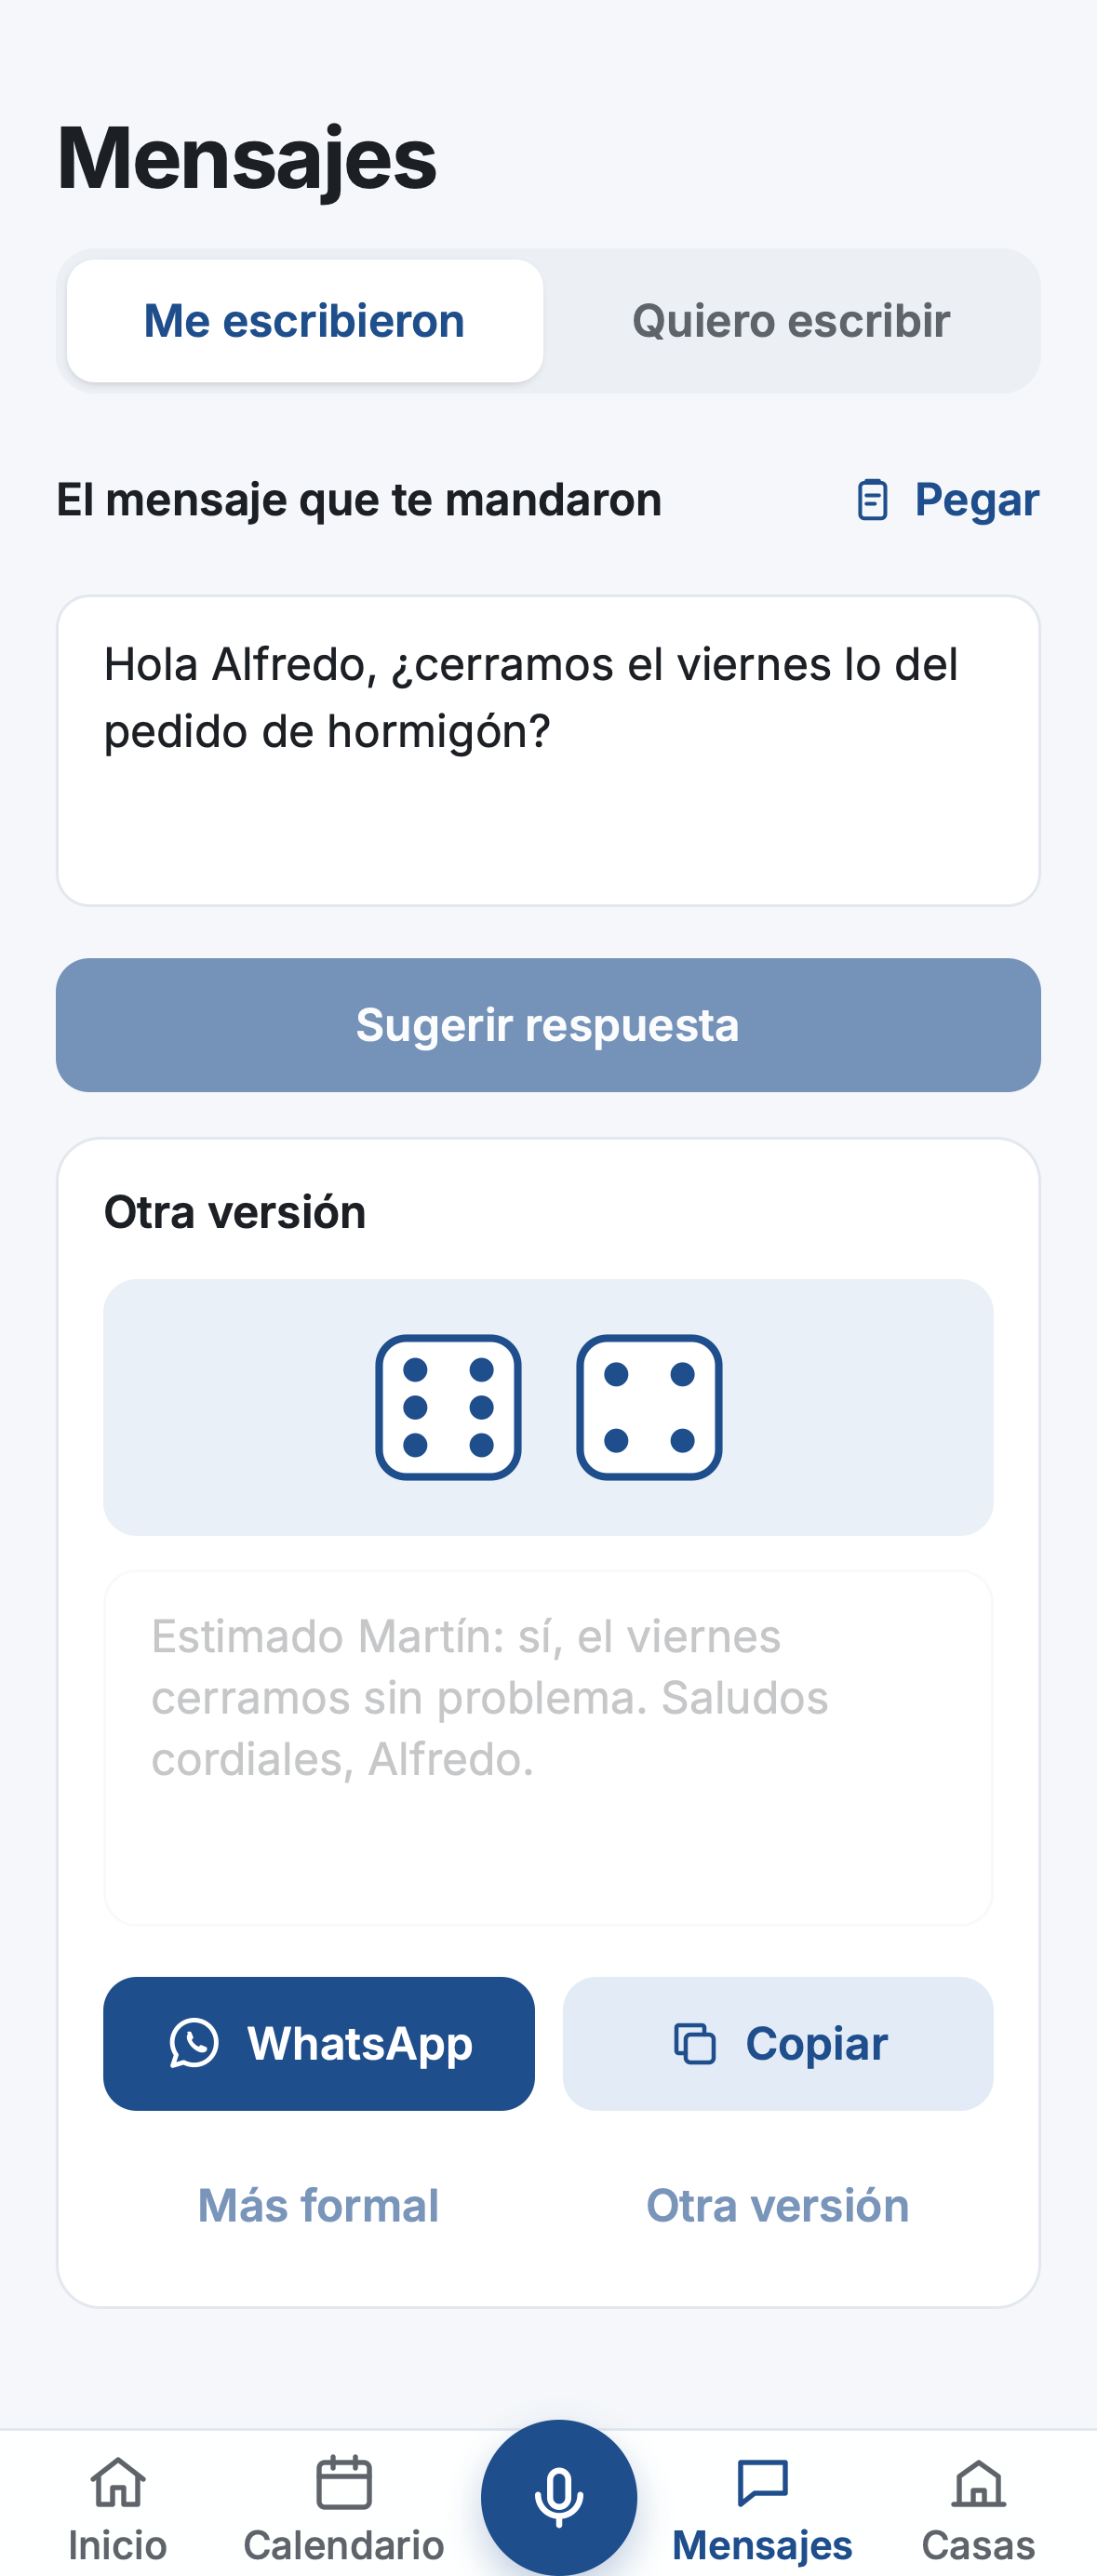 Mensajes
Me escribieron
Quiero escribir
El mensaje que te mandaron
Pegar
Hola Alfredo, ¿cerramos el viernes lo del
pedido de hormigón?
Sugerir respuesta
Otra versión
Estimado Martín: sí, el viernes
cerramos sin problema. Saludos
cordiales, Alfredo.
WhatsApp
Copiar
Más formal
Otra versión
Inicio
Calendario
Mensajes
Casas